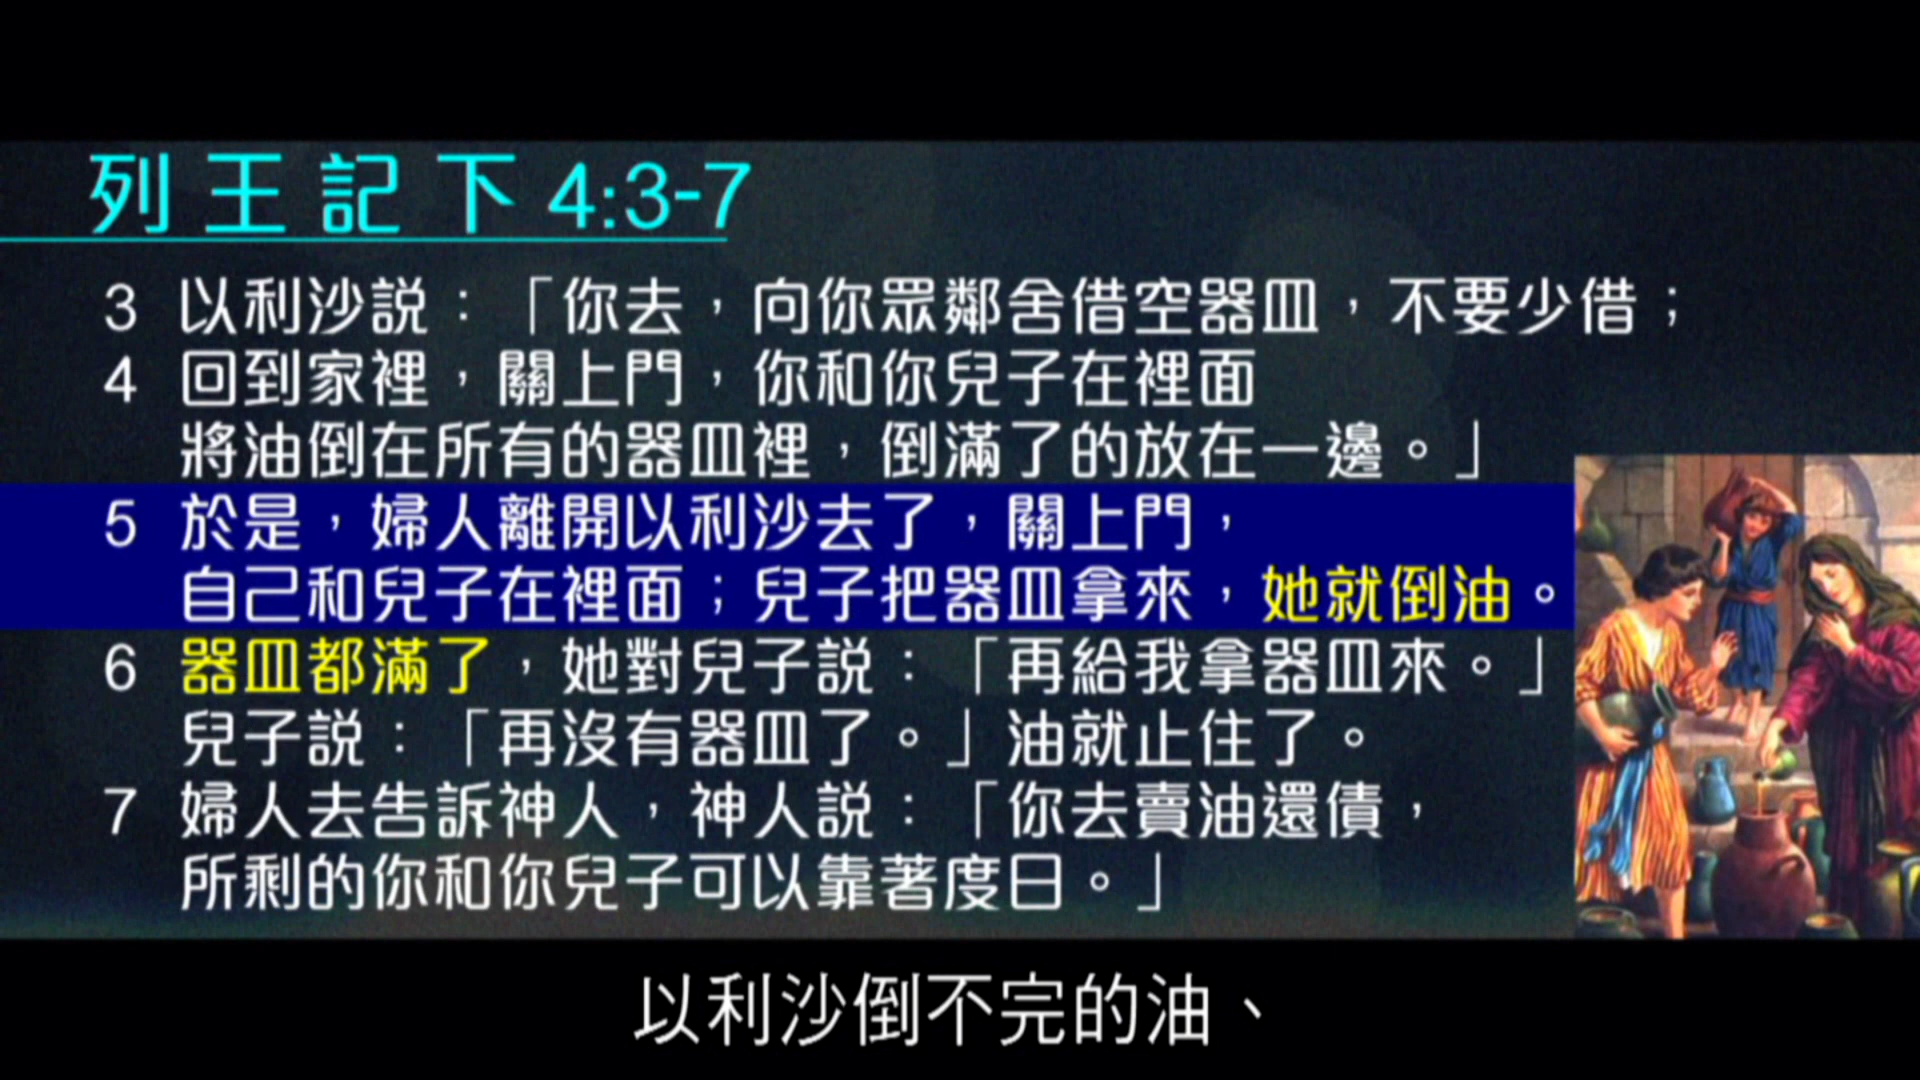 列王記下 4:3-7
3 以利沙説：「你去，向你眾鄰舍借空器皿，不要少借；
4 回到家裡，關上門，你和你兒子在裡面
將油倒在所有的器皿裡，倒滿了的放在一邊。」
5 於是，婦人離開以利沙去了，關上門，
自己和兒子在裡面；兒子把器皿拿來，她就倒油。
6 器皿都滿了，她對兒子説：「再給我拿器皿來。」
兒子説：「再沒有器皿了。」油就止住了。
7 婦人去告訴神人，神人説：「你去賣油還債，
所剩的你和你兒子可以靠著度日。」
以利沙倒不完的油、